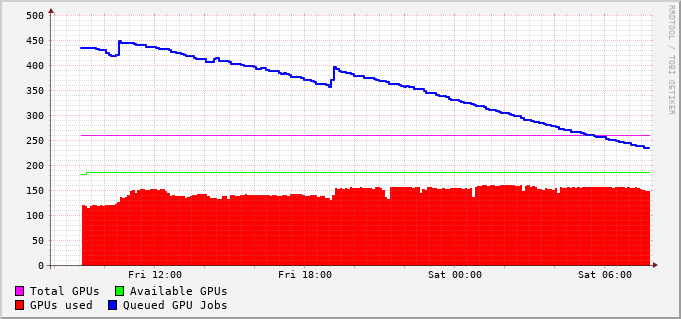 500
450
400
350
300
250
200
150
100
50
0
Fri 12:00 Fri 18:00 Sat 00:00 Sat 06:00
Total GPUs Available GPUs
GPUs used Queued GPU Jobs
RRDTOOL / TOBI OETIKER